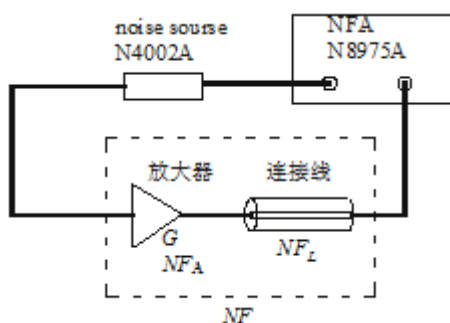 noise sourse
N4002A
NFA
N8975A
放大器
连接线
G
NFA
NFL
NF